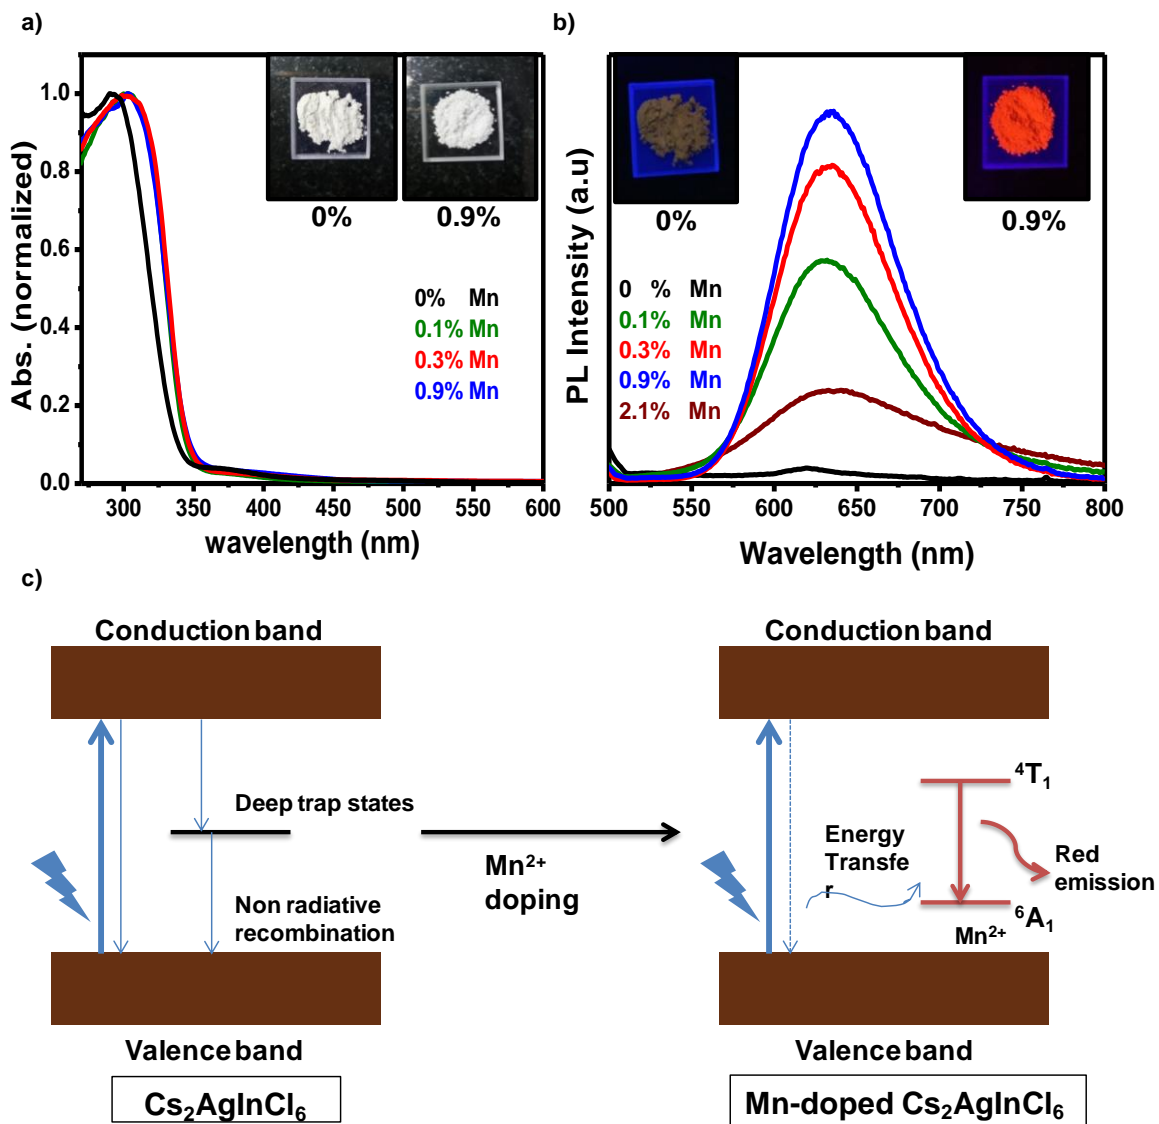 a)
Abs. (normalized)
1.0
0.8
0.6
0.4
0.2
0.0
300 350 400 450 500 550 600
wavelength (nm)
0% 0.9%
0% Mn
0.1% Mn
0.3% Mn
0.9% Mn
b)
PL Intensity (a.u)
500 550 600 650 700 750 800
Wavelength (nm)
0% 0.9%
0 % Mn
0.1% Mn
0.3% Mn
0.9% Mn
2.1% Mn
c)
Conduction band
Deep trap states
Non radiative
recombination
Valence band
Cs₂AgInCl₆
Mn²⁺
doping
Conduction band
⁴T₁
Energy
Transfe
r
Red
emission
⁶A₁
Mn²⁺
Valence band
Mn-doped Cs₂AgInCl₆